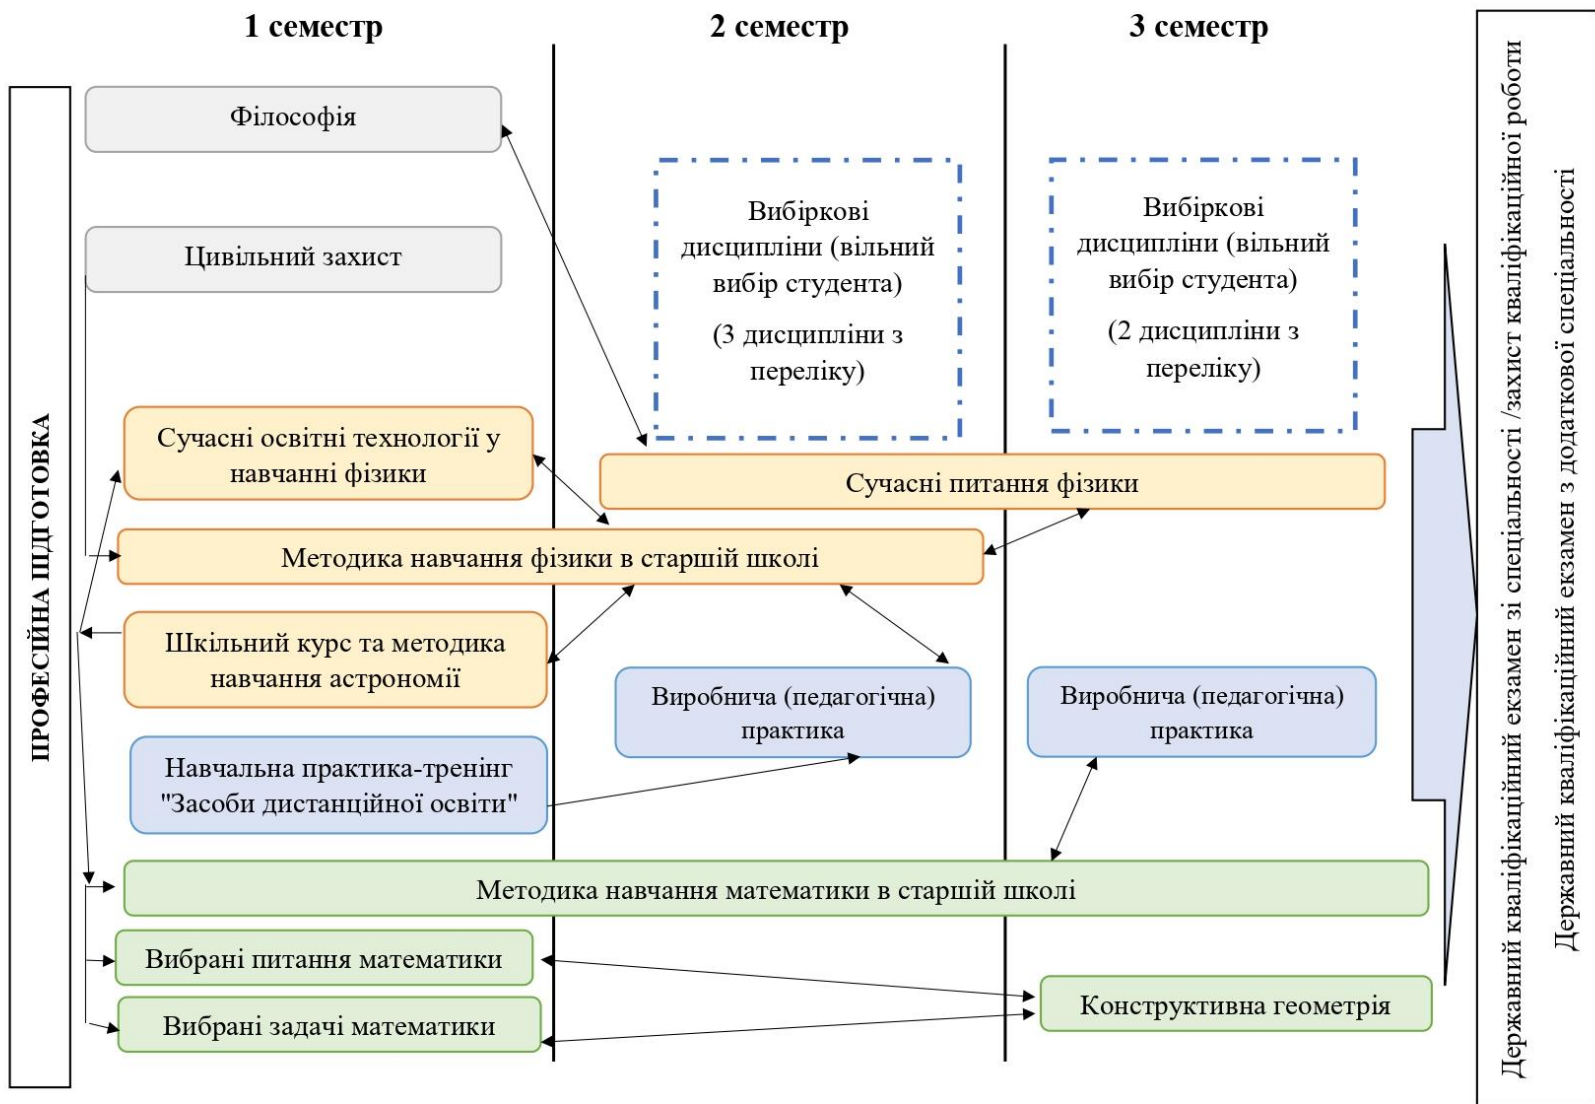 1 семестр
2 семестр
3 семестр
ПРОФЕСІЙНА ПІДГОТОВКА
Філософія
Цивільний захист
Вибіркові
дисципліни (вільний
вибір студента)
(3 дисципліни з
переліку)
Вибіркові
дисципліни (вільний
вибір студента)
(2 дисципліни з
переліку)
Сучасні освітні технології у
навчанні фізики
Сучасні питання фізики
Методика навчання фізики в старшій школі
Шкільний курс та методика
навчання астрономії
Виробнича (педагогічна)
практика
Виробнича (педагогічна)
практика
Навчальна практика-тренінг
"Засоби дистанційної освіти"
Методика навчання математики в старшій школі
Вибрані питання математики
Вибрані задачі математики
Конструктивна геометрія
Державний кваліфікаційний екзамен зі спеціальності /захист кваліфікаційної роботи
Державний кваліфікаційний екзамен з додаткової спеціальності